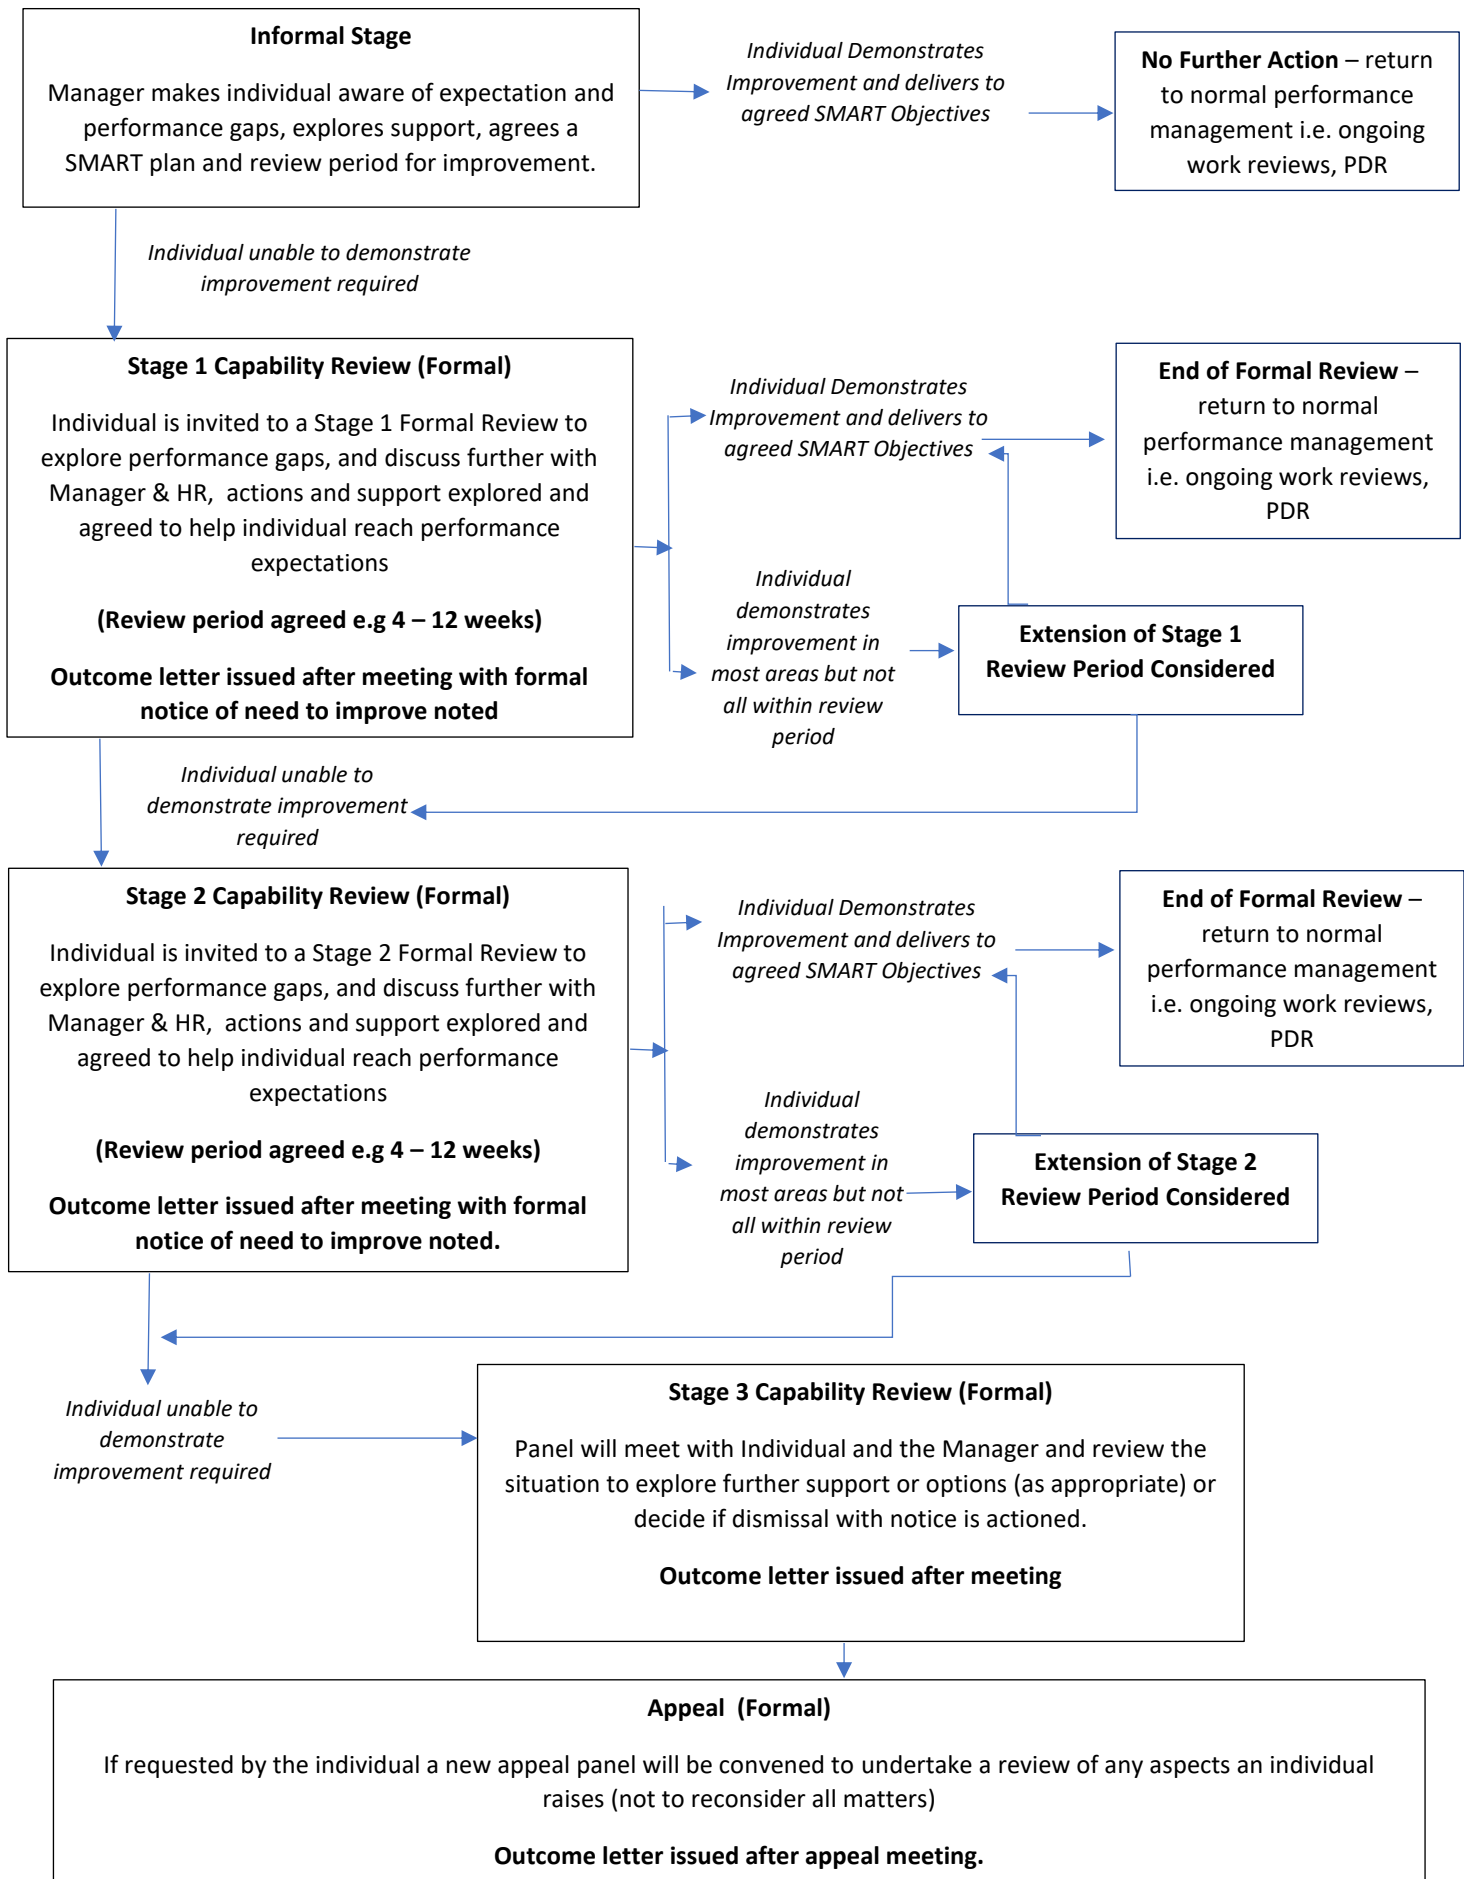 Informal Stage
Manager makes individual aware of expectation and
performance gaps, explores support, agrees a
SMART plan and review period for improvement.
Individual Demonstrates
Improvement and delivers to
agreed SMART Objectives
No Further Action – return
to normal performance
management i.e. ongoing
work reviews, PDR
Individual unable to demonstrate
improvement required
Stage 1 Capability Review (Formal)
Individual is invited to a Stage 1 Formal Review to
explore performance gaps, and discuss further with
Manager & HR,  actions and support explored and
agreed to help individual reach performance
expectations
(Review period agreed e.g 4 – 12 weeks)
Outcome letter issued after meeting with formal
notice of need to improve noted
Individual Demonstrates
Improvement and delivers to
agreed SMART Objectives
End of Formal Review –
return to normal
performance management
i.e. ongoing work reviews,
PDR
Individual
demonstrates
improvement in
most areas but not
all within review
period
Extension of Stage 1
Review Period Considered
Individual unable to
demonstrate improvement
required
Stage 2 Capability Review (Formal)
Individual is invited to a Stage 2 Formal Review to
explore performance gaps, and discuss further with
Manager & HR,  actions and support explored and
agreed to help individual reach performance
expectations
(Review period agreed e.g 4 – 12 weeks)
Outcome letter issued after meeting with formal
notice of need to improve noted.
Individual Demonstrates
Improvement and delivers to
agreed SMART Objectives
End of Formal Review –
return to normal
performance management
i.e. ongoing work reviews,
PDR
Individual
demonstrates
improvement in
most areas but not
all within review
period
Extension of Stage 2
Review Period Considered
Individual unable to
demonstrate
improvement required
Stage 3 Capability Review (Formal)
Panel will meet with Individual and the Manager and review the
situation to explore further support or options (as appropriate) or
decide if dismissal with notice is actioned.
Outcome letter issued after meeting
Appeal  (Formal)
If requested by the individual a new appeal panel will be convened to undertake a review of any aspects an individual
raises (not to reconsider all matters)
Outcome letter issued after appeal meeting.